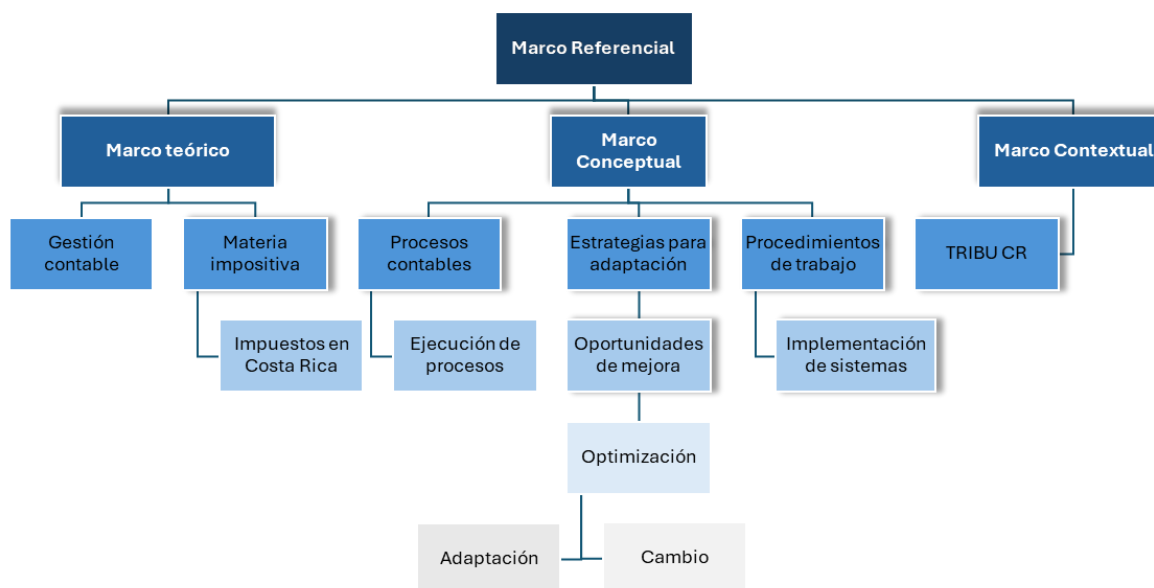 Marco Referencial
Marco teórico
Marco
Conceptual
Marco Contextual
Gestión
contable
Materia
impositiva
Procesos
contables
Estrategias para
adaptación
Procedimientos
de trabajo
TRIBU CR
Impuestos en
Costa Rica
Ejecución de
procesos
Oportunidades
de mejora
Implementación
de sistemas
Optimización
Adaptación
Cambio